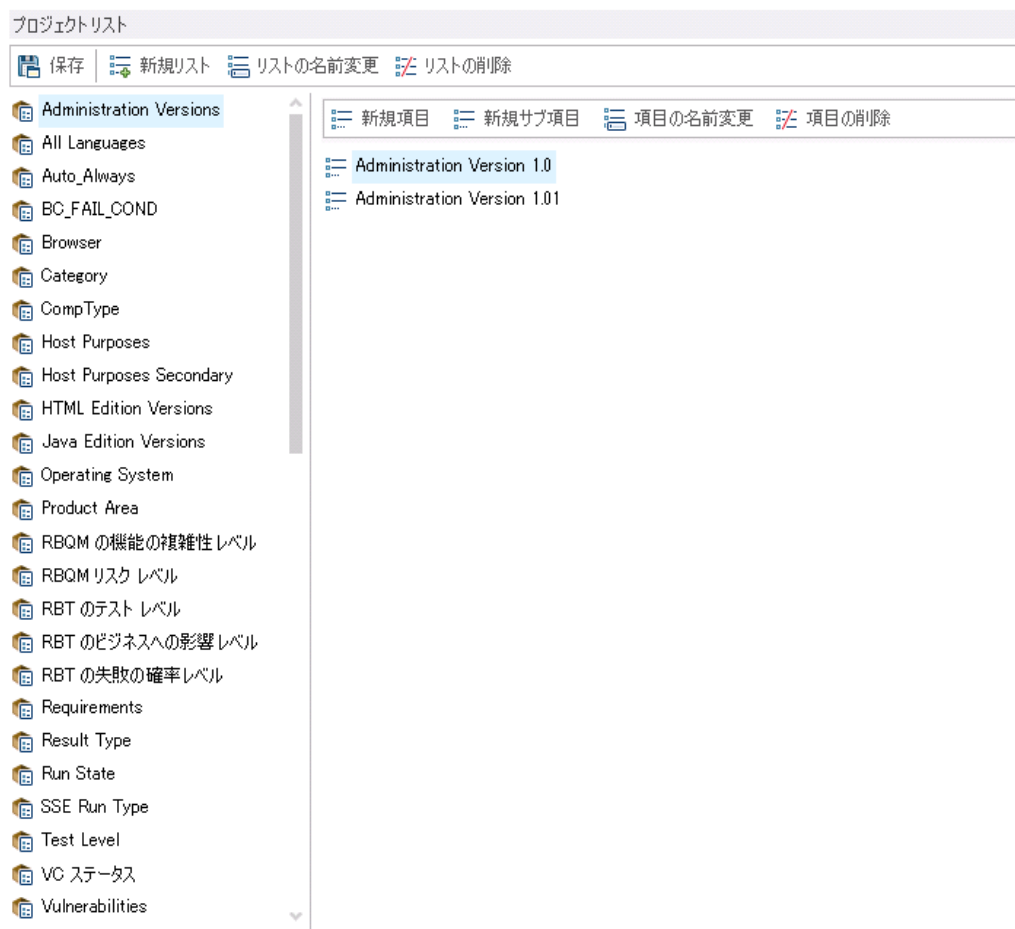 プロジェクトリスト
保存 新規リスト リストの名前変更 リストの削除
Administration Versions
All Languages
Auto_Always
BC_FAIL_COND
Browser
Category
CompType
Host Purposes
Host Purposes Secondary
HTML Edition Versions
Java Edition Versions
Operating System
Product Area
RBQM の機能の複雑性レベル
RBQM リスク レベル
RBT のテスト レベル
RBT のビジネスへの影響レベル
RBT の失敗の確率レベル
Requirements
Result Type
Run State
SSE Run Type
Test Level
VC ステータス
Vulnerabilities
新規項目 新規サブ項目 項目の名前変更 項目の削除
Administration Version 1.0
Administration Version 1.01